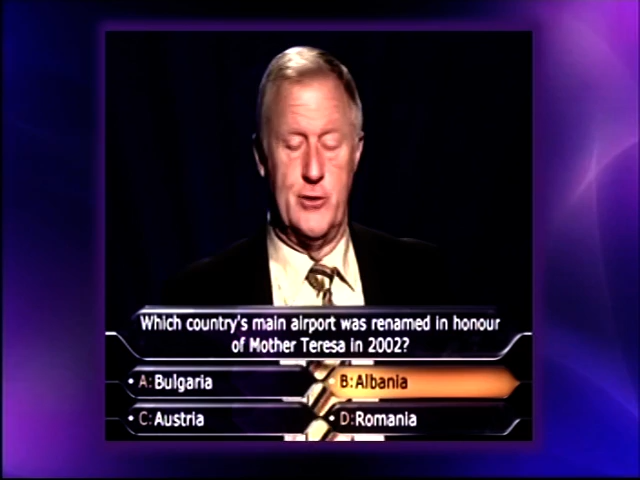 Which country's main airport was renamed in honour
of Mother Teresa in 2002?
A: Bulgaria
B: Albania
C: Austria
D: Romania